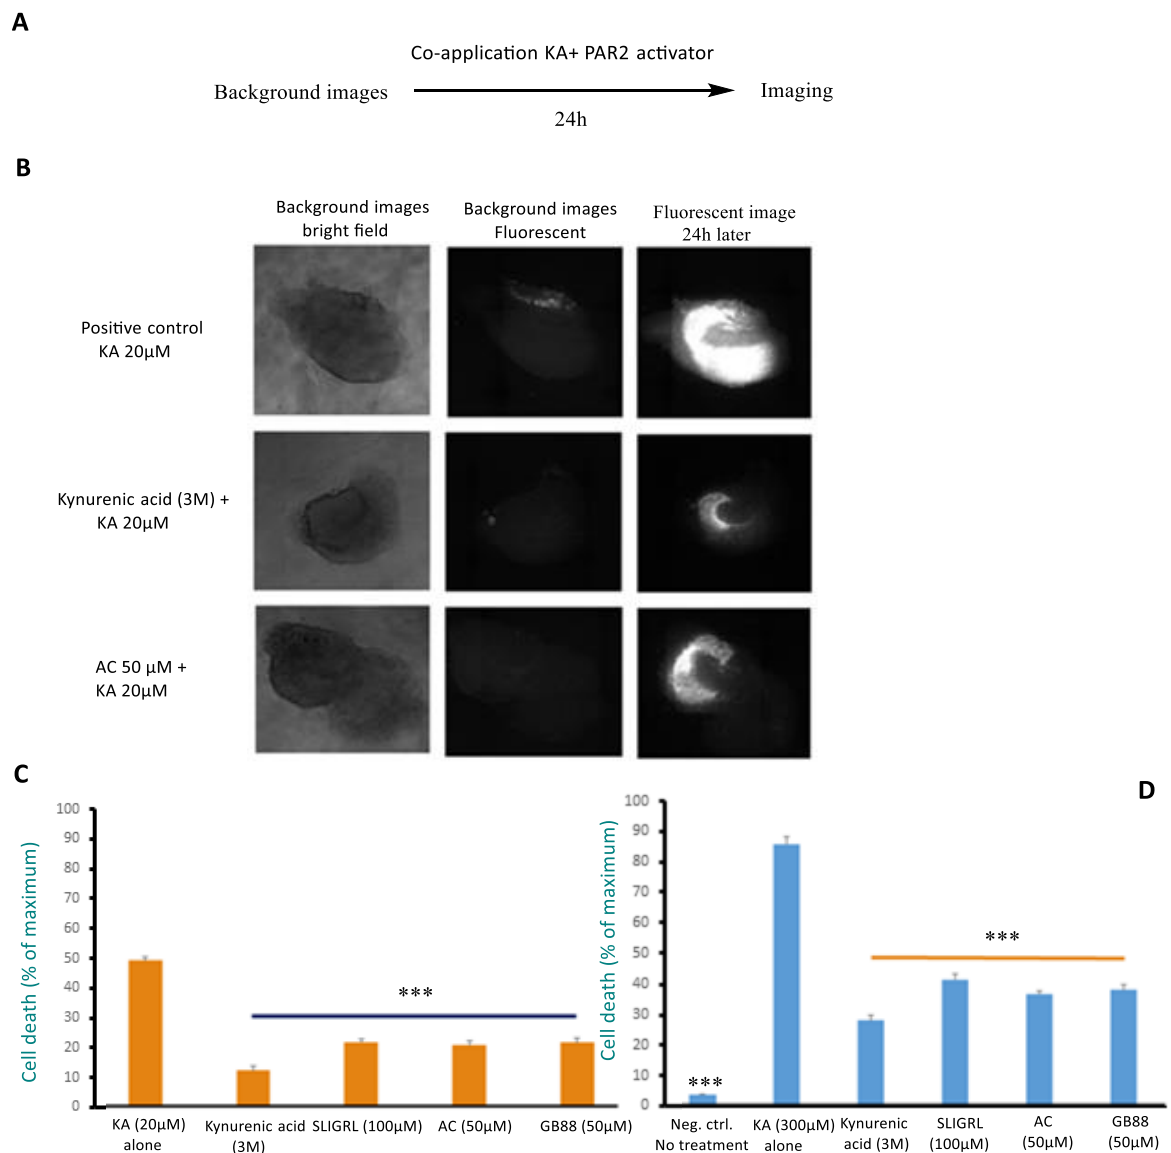 A
Co-application KA+ PAR2 activator
Background images
Imaging
24h
B
Background images
bright field
Background images
Fluorescent
Fluorescent image
24h later
Positive control
KA 20µM
Kynurenic acid (3M) +
KA 20µM
AC 50 µM +
KA 20µM
C
Cell death (% of maximum)
100
90
80
70
60
50
40
30
20
10
0
***
KA (20µM)
alone
Kynurenic acid
(3M)
SLIGRL (100µM)
AC (50µM)
GB88 (50µM)
D
Cell death (% of maximum)
100
90
80
70
60
50
40
30
20
10
0
***
***
Neg. ctrl.
No treatment
KA (300µM)
alone
Kynurenic
acid (3M)
SLIGRL
(100µM)
AC
(50µM)
GB88
(50µM)